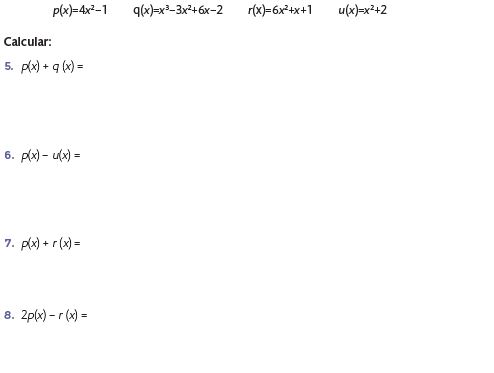 p(x)=4x²−1 q(x)=x³−3x²+6x−2 r(x)=6x²+x+1 u(x)=x²+2
Calcular:
5. p(x) + q (x) =
6. p(x) − u(x) =
7. p(x) + r (x) =
8. 2p(x) − r (x) =